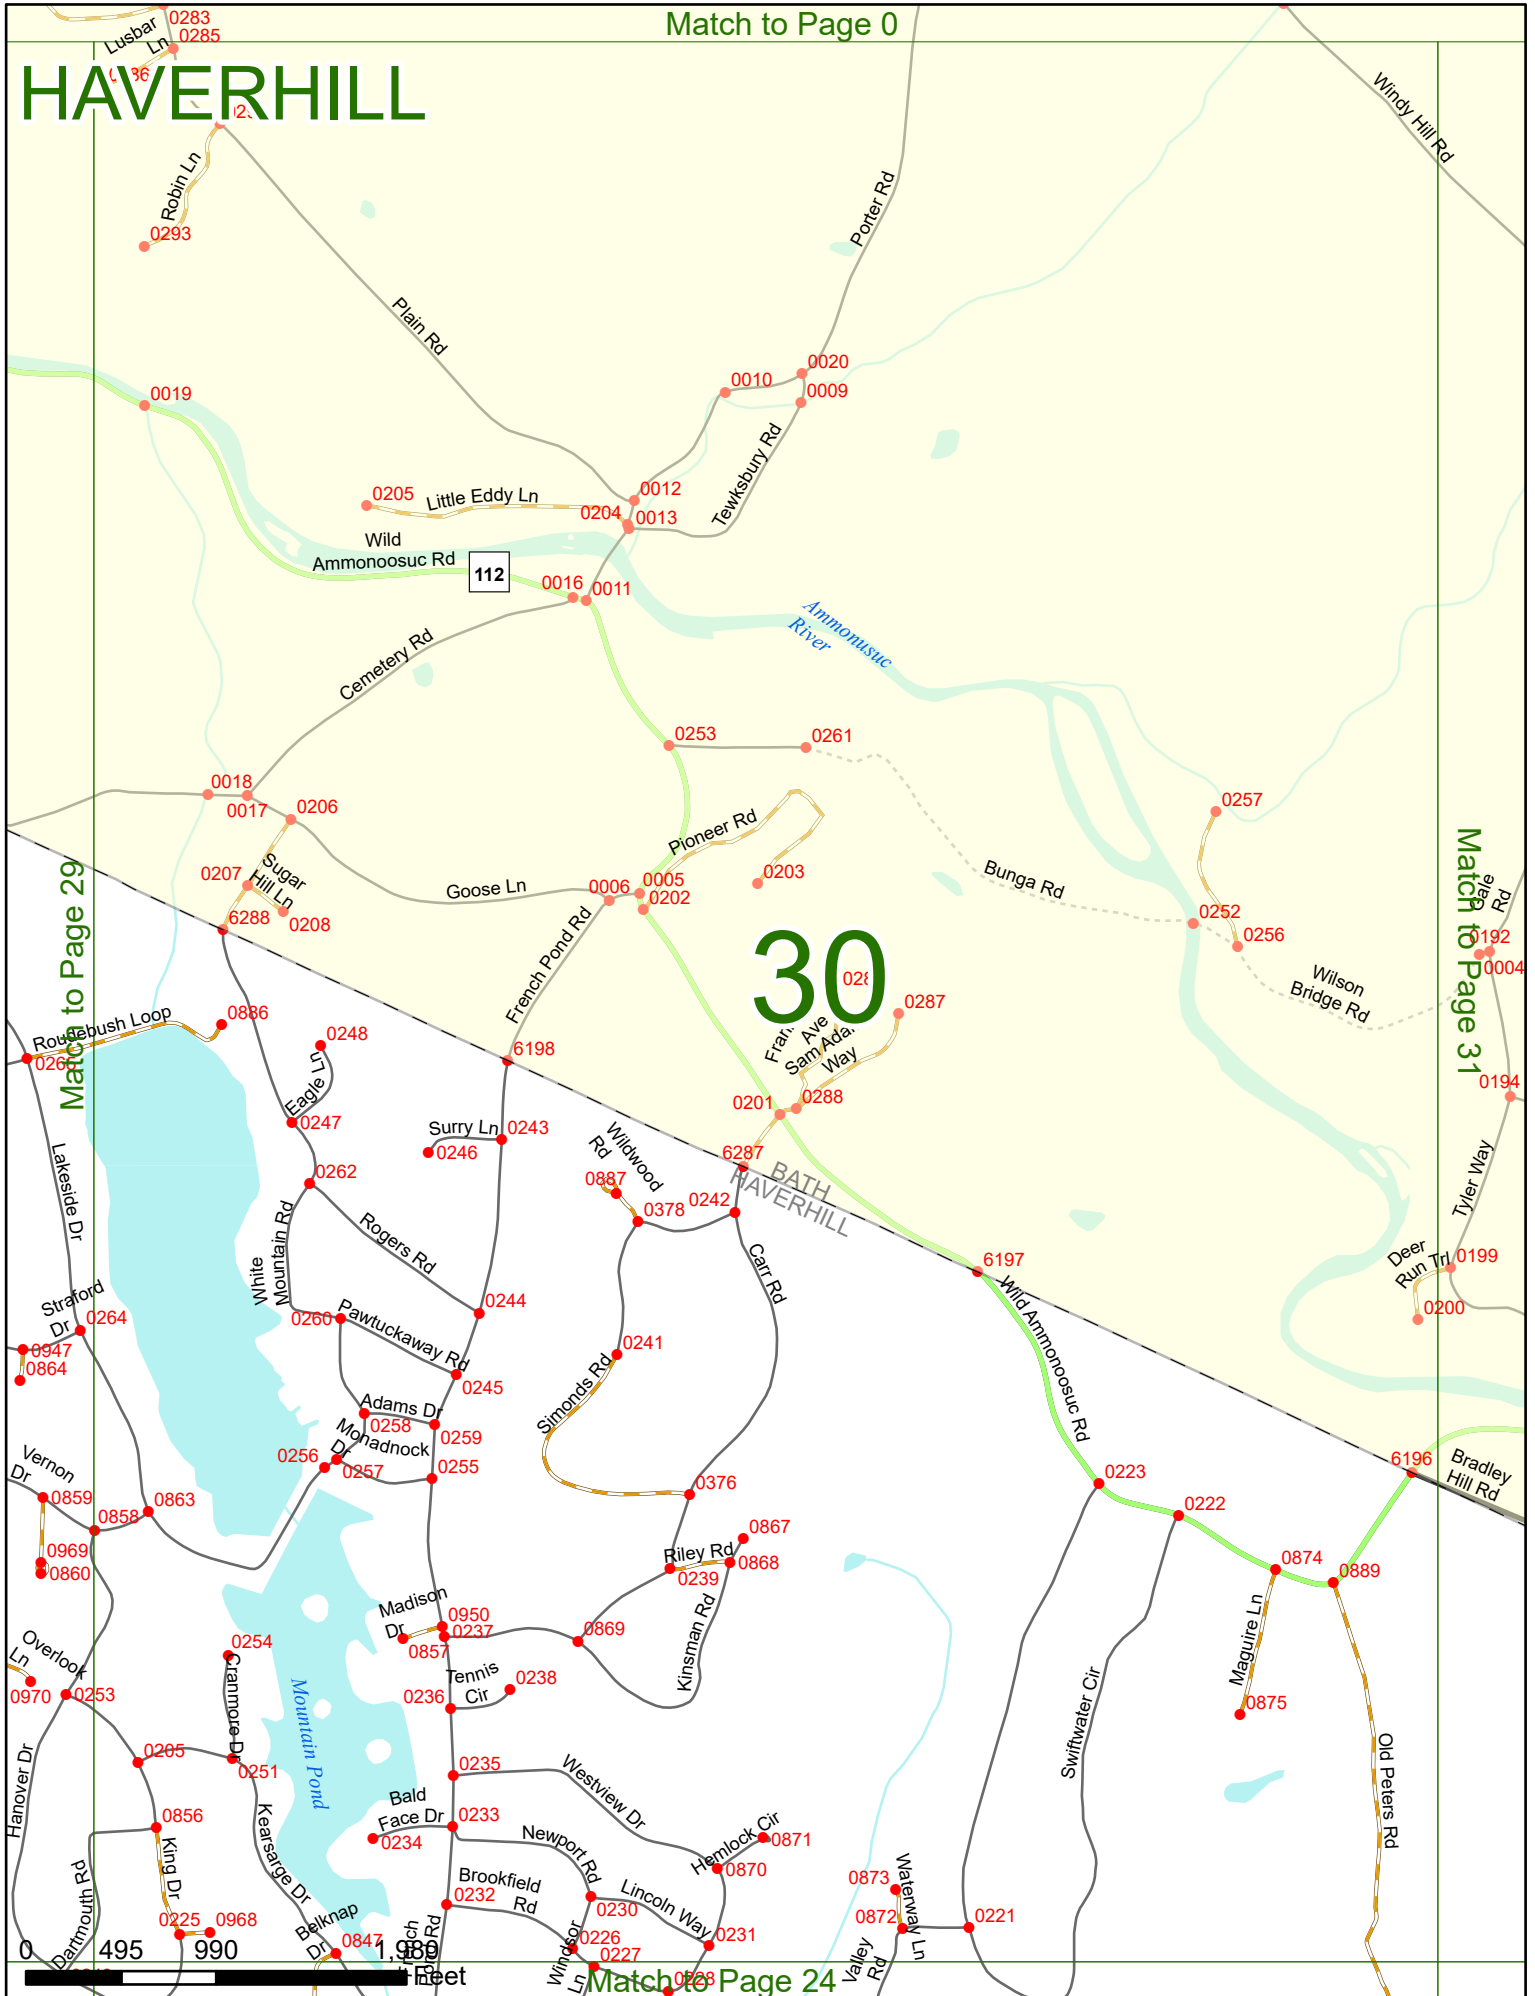 Match to Page 0
0283
Lusbar
Ln
0285
HAVERHILL
Windy Hill Rd
Robin Ln
0293
Porter Rd
Plain Rd
0020
0010
0009
0019
Tewksbury Rd
0205
Little Eddy Ln
0012
0204
0013
Wild
Ammonoosuc Rd
112
0016
0011
Ammonusuc
River
Cemetery Rd
0253
0261
0018
0017
0206
0257
Pioneer Rd
Match to Page 29
Match to Page 31
0207
Sugar
Hill Ln
0203
Goose Ln
0006
0005
0202
Bunga Rd
Gale
Rd
0208
6288
0252
0256
0192
0004
French Pond Rd
30
Wilson
Bridge Rd
0287
Roudebush Loop
0886
0248
Ave
Way
6198
0266
0194
Eagle
Ln
0247
0201
0288
Surry Ln
0243
0246
Wildwood
Rd
6287
BATH
HAVERHILL
Lakeside Dr
0262
0887
0242
0378
Tyler Way
White
Mountain Rd
Rogers Rd
Carr Rd
6197
Deer
Run Trl
0199
0200
Straford
Dr
0264
0260
Pawtuckaway Rd
0244
Wild Ammonoosuc Rd
0947
0864
0241
0245
Simonds Rd
Adams Dr
0258
0259
Monadnock
Dr
0256
0257
0255
Vernon
Dr
6196
Bradley
Hill Rd
0859
0858
0863
0376
0223
0222
0867
0969
0860
Riley Rd
0868
0239
0874
0889
Madison
Dr
0950
0237
0857
0869
Kinsman Rd
Maguire Ln
Overlook
Ln
0254
0970
0253
Cranmore Dr
Mountain Pond
Tennis
Cir
0238
0236
0875
Swiftwater Cir
Hanover Dr
0205
0251
0235
Westview Dr
Old Peters Rd
Bald
Face Dr
0233
0234
0856
Kearsarge Dr
Newport Rd
Hemlock Cir
0871
0870
King Dr
Dartmouth Rd
Brookfield
Rd
0232
0230
Lincoln Way
0873
Waterway Ln
0872
0221
0225
0968
Belknap
Dr
0847
0226
0227
0231
Windsor
Ln
Valley
Rd
0
495
990
1,980
Feet
0228
Match to Page 24